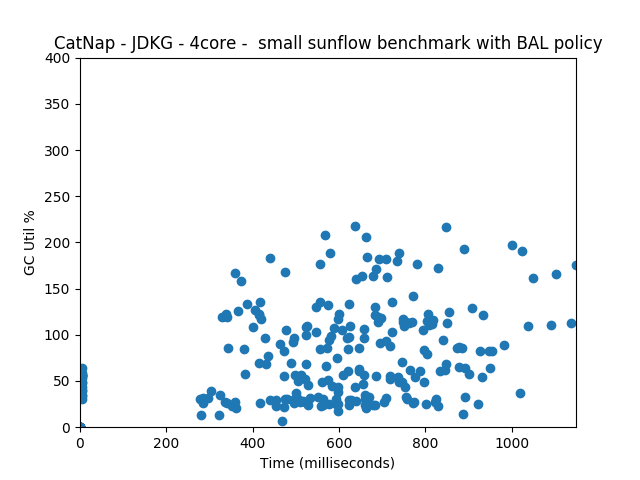 CatNap - JDKG - 4core -  small sunflow benchmark with BAL policy
400
350
300
250
200
150
100
50
0
GC Util %
0 200 400 600 800 1000
Time (milliseconds)